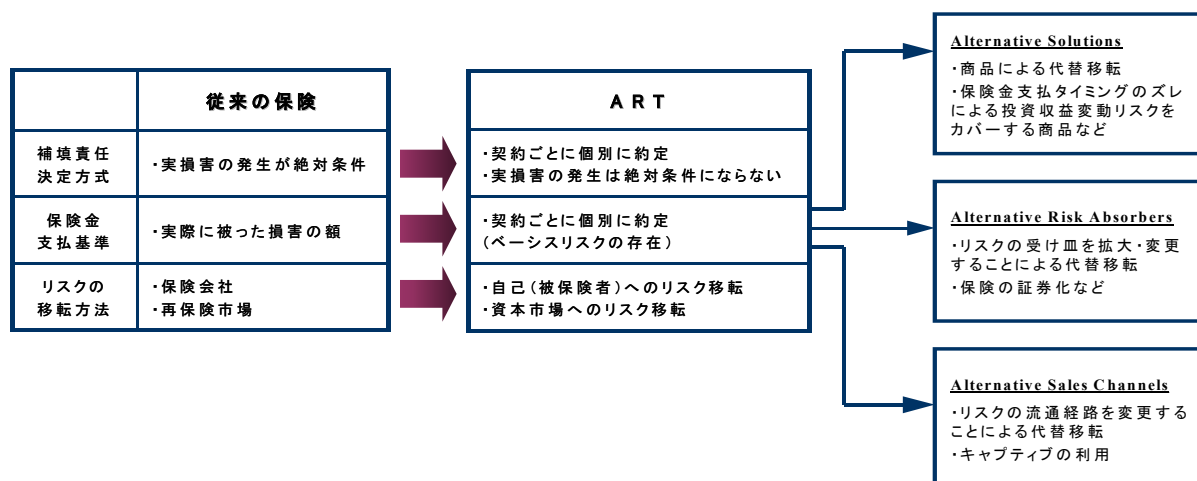 従来の保険
補填責任
決定方式
・実損害の発生が絶対条件
保険金
支払基準
・実際に被った損害の額
リスクの
移転方法
・保険会社
・再保険市場
ART
・契約ごとに個別に約定
・実損害の発生は絶対条件にならない
・契約ごとに個別に約定
(ベーシスリスクの存在)
・自己(被保険者)へのリスク移転
・資本市場へのリスク移転
Alternative Solutions
・商品による代替移転
・保険金支払タイミングのズレ
による投資収益変動リスクを
カバーする商品など
Alternative Risk Absorbers
・リスクの受け皿を拡大・変更
することによる代替移転
・保険の証券化など
Alternative Sales Channels
・リスクの流通経路を変更する
ことによる代替移転
・キャプティブの利用